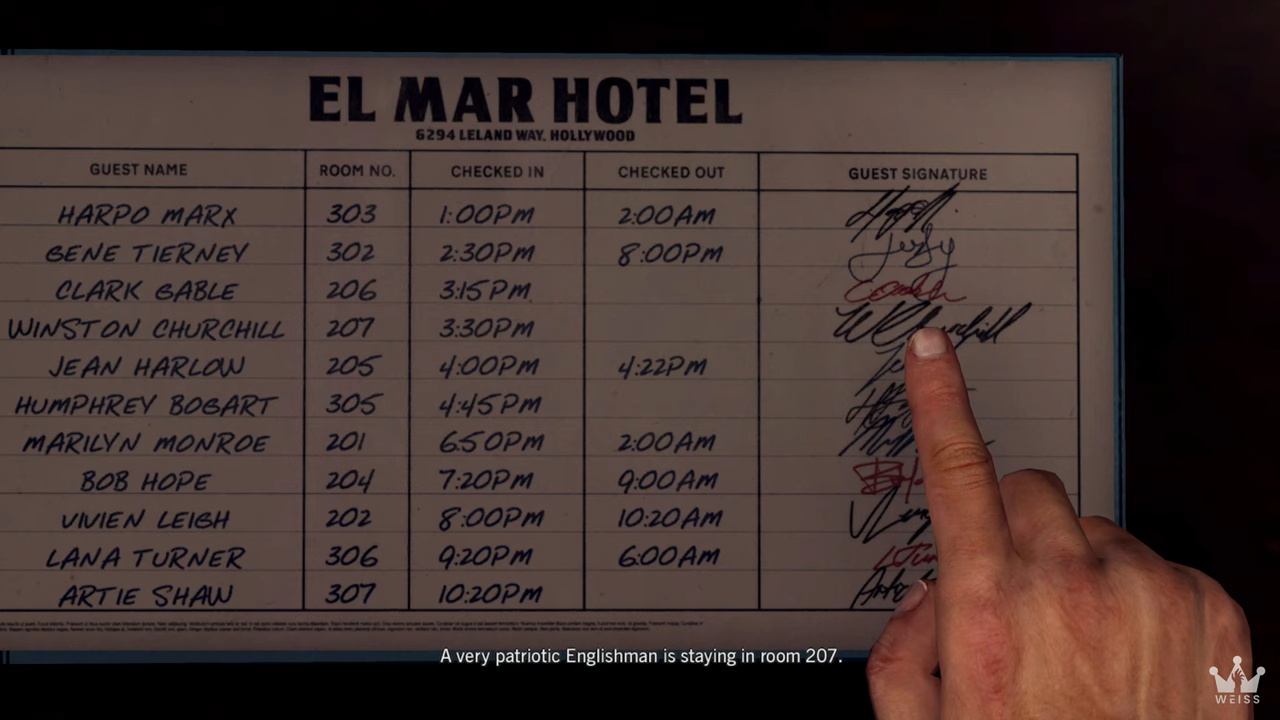 EL MAR HOTEL
6294 LELAND WAY. HOLLYWOOD
GUEST NAME ROOM NO. CHECKED IN CHECKED OUT GUEST SIGNATURE
HARPO MARX 303 1:00PM 2:00AM
GENE TIERNEY 302 2:30PM 8:00PM
CLARK GABLE 206 3:15PM
WINSTON CHURCHILL 207 3:30PM WChurchill
JEAN HARLOW 205 4:00PM 4:22PM
HUMPHREY BOGART 305 4:45PM
MARILYN MONROE 201 6:50PM 2:00AM
BOB HOPE 204 7:20PM 9:00AM
VIVIEN LEIGH 202 8:00PM 10:20AM
LANA TURNER 306 9:20PM 6:00AM
ARTIE SHAW 307 10:20PM
A very patriotic Englishman is staying in room 207.
WEISS